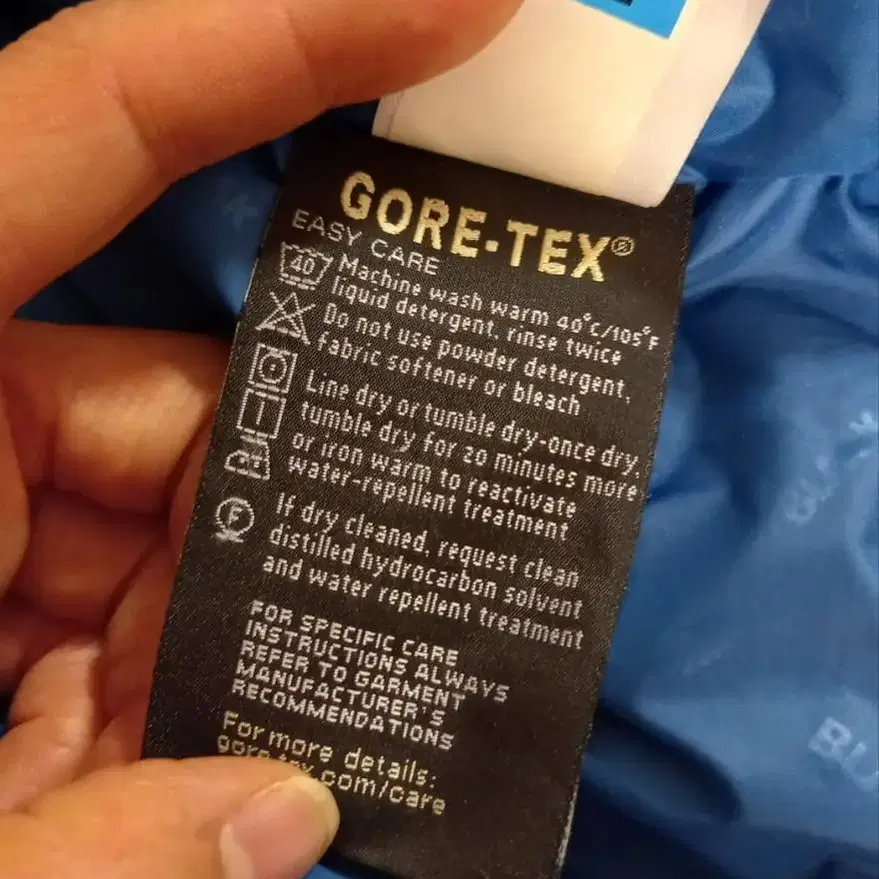 GORE-TEX®
EASY CARE
40
Machine wash warm 40°C/105°F
liquid detergent, rinse twice
Do not use powder detergent,
fabric softener or bleach
Line dry or tumble dry-once dry,
tumble dry for 20 minutes more
or iron warm to reactivate
water-repellent treatment
F
If dry cleaned, request clean
distilled hydrocarbon solvent
and water repellent treatment
FOR SPECIFIC CARE
INSTRUCTIONS ALWAYS
REFER TO GARMENT
MANUFACTURER'S
RECOMMENDATIONS
For more details:
gore-tex.com/care